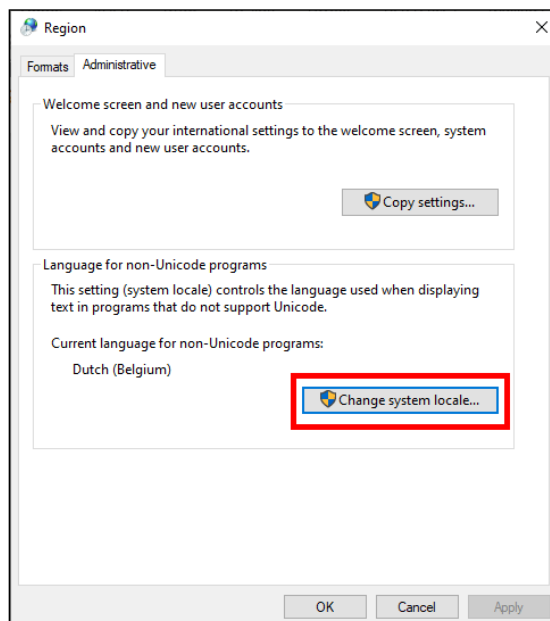 Region
Formats
Administrative
Welcome screen and new user accounts
View and copy your international settings to the welcome screen, system
accounts and new user accounts.
Copy settings...
Language for non-Unicode programs
This setting (system locale) controls the language used when displaying
text in programs that do not support Unicode.
Current language for non-Unicode programs:
Dutch (Belgium)
Change system locale...
OK
Cancel
Apply